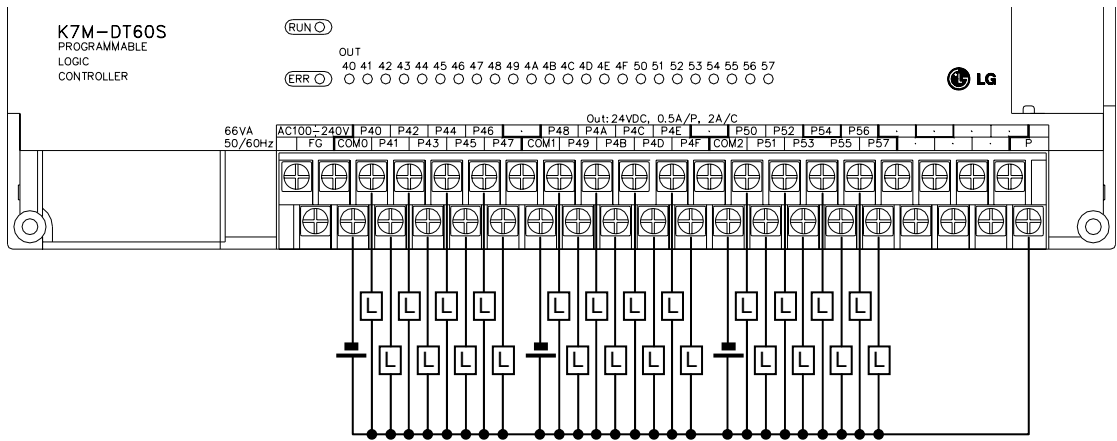 K7M-DT60S
PROGRAMMABLE
LOGIC
CONTROLLER
RUN
ERR
OUT
40 41 42 43 44 45 46 47 48 49 4A 4B 4C 4D 4E 4F 50 51 52 53 54 55 56 57
LG
Out:24VDC, 0.5A/P, 2A/C
66VA AC100-240V P40 P42 P44 P46 · P48 P4A P4C P4E · P50 P52 P54 P56 · · · ·
50/60Hz FG COM0 P41 P43 P45 P47 COM1 P49 P4B P4D P4F COM2 P51 P53 P55 P57 · · · P
L L L L L L L L L L L L
L L L L L L L L L L L L